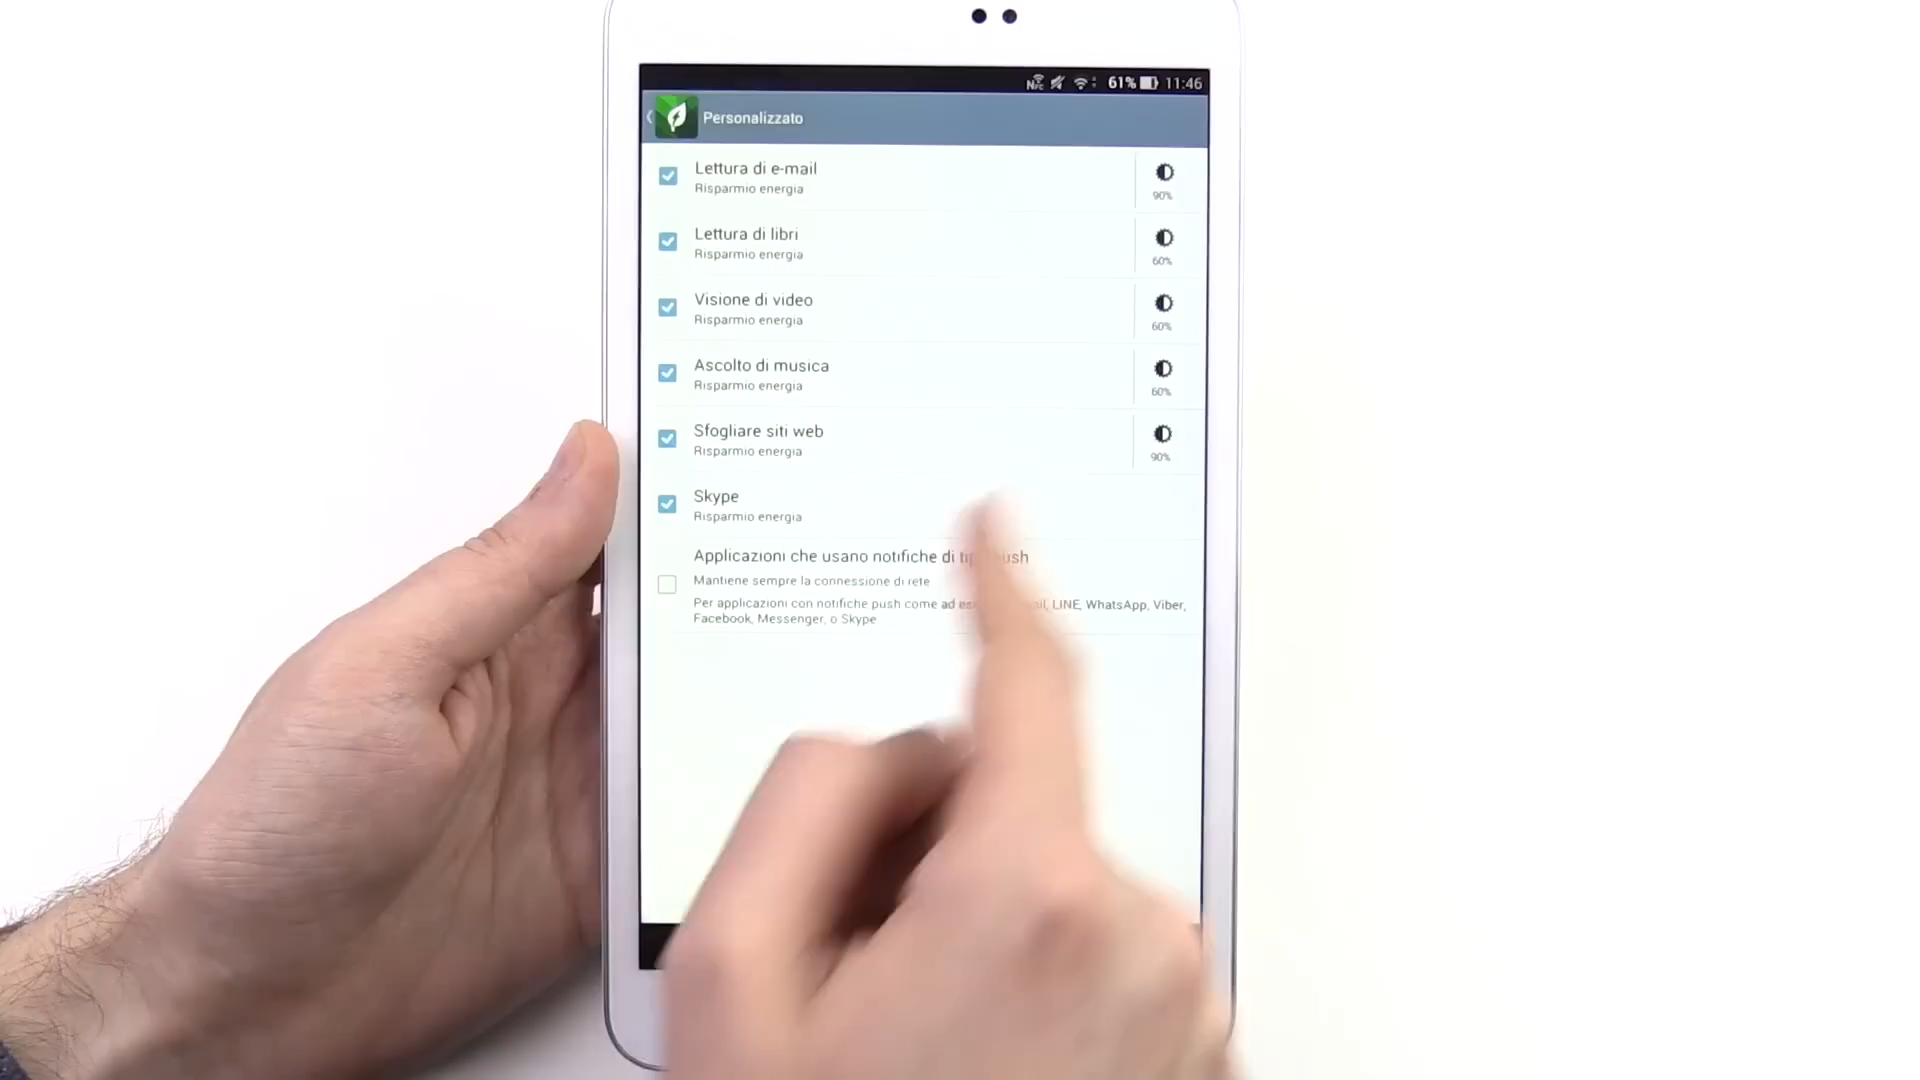 NFC 61% 11:46
Personalizzato
Lettura di e-mail
Risparmio energia
90%
Lettura di libri
Risparmio energia
60%
Visione di video
Risparmio energia
60%
Ascolto di musica
Risparmio energia
60%
Sfogliare siti web
Risparmio energia
90%
Skype
Risparmio energia
Applicazioni che usano notifiche di push
Mantiene sempre la connessione di rete
Per applicazioni con notifiche push come ad LINE, WhatsApp, Viber,
Facebook, Messenger, o Skype